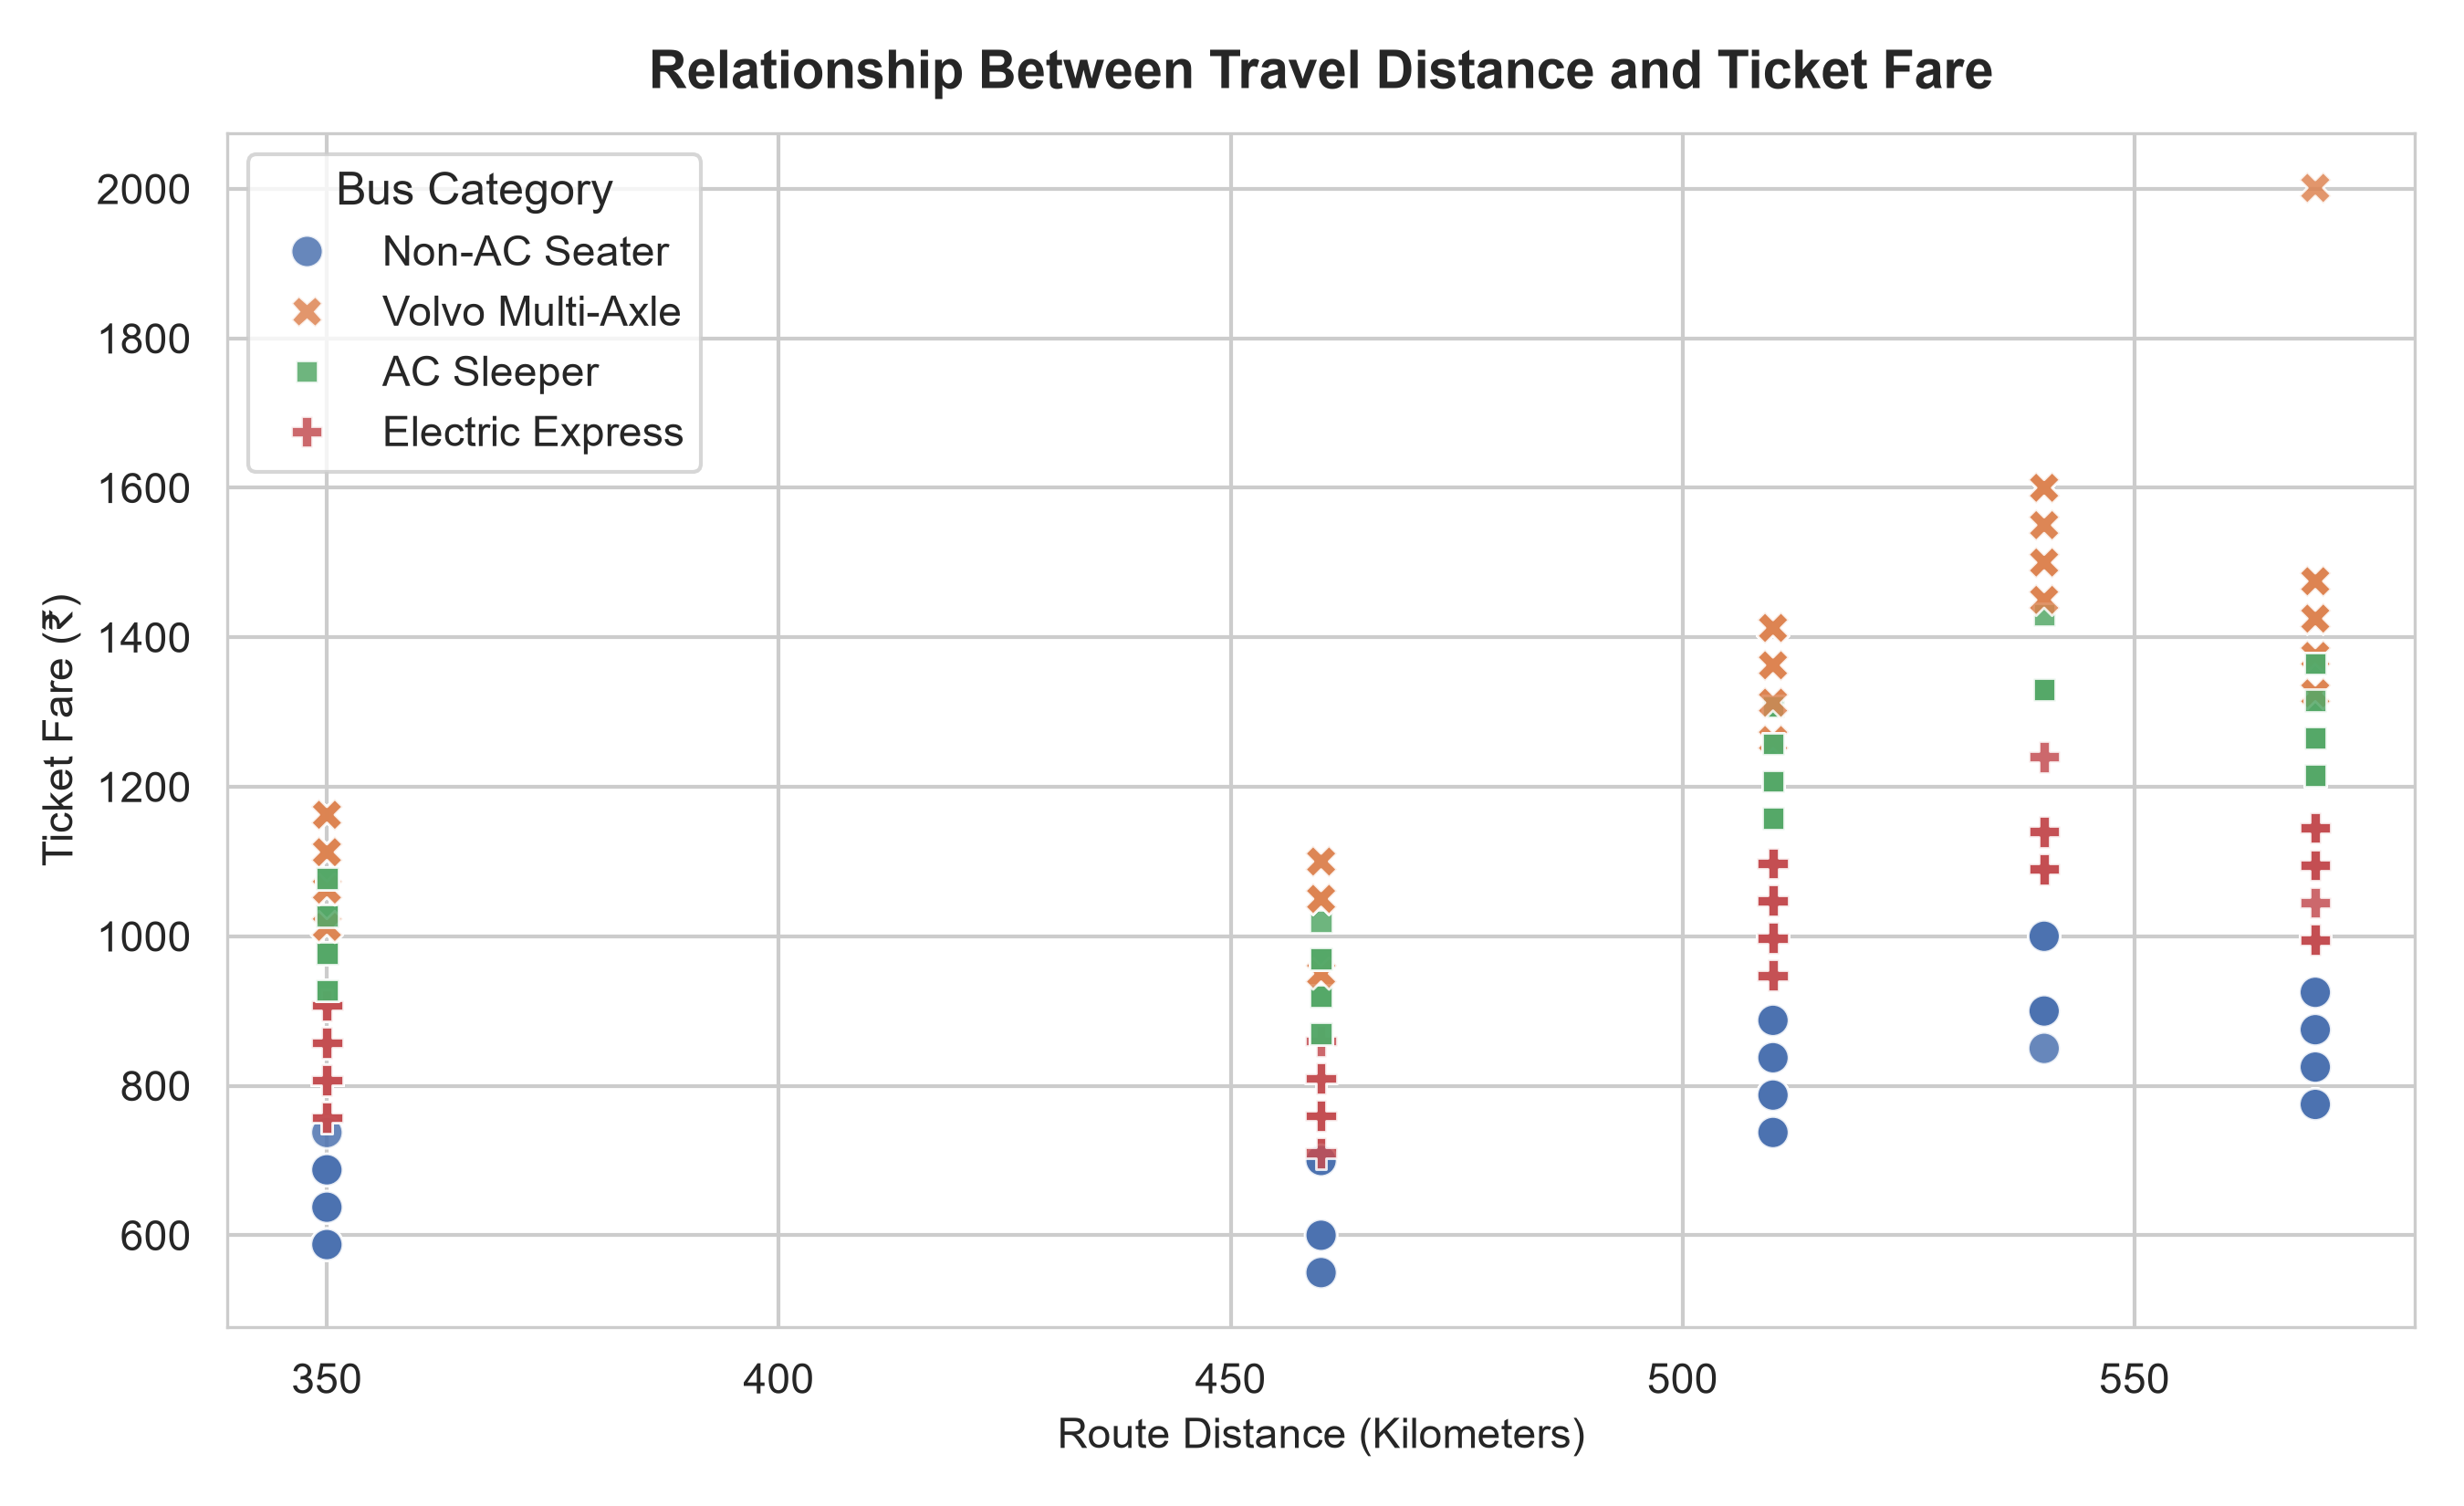 Relationship Between Travel Distance and Ticket Fare
Bus Category
Non-AC Seater
Volvo Multi-Axle
AC Sleeper
Electric Express
2000
1800
1600
1400
1200
1000
800
600
Ticket Fare (₹)
350
400
450
500
550
Route Distance (Kilometers)